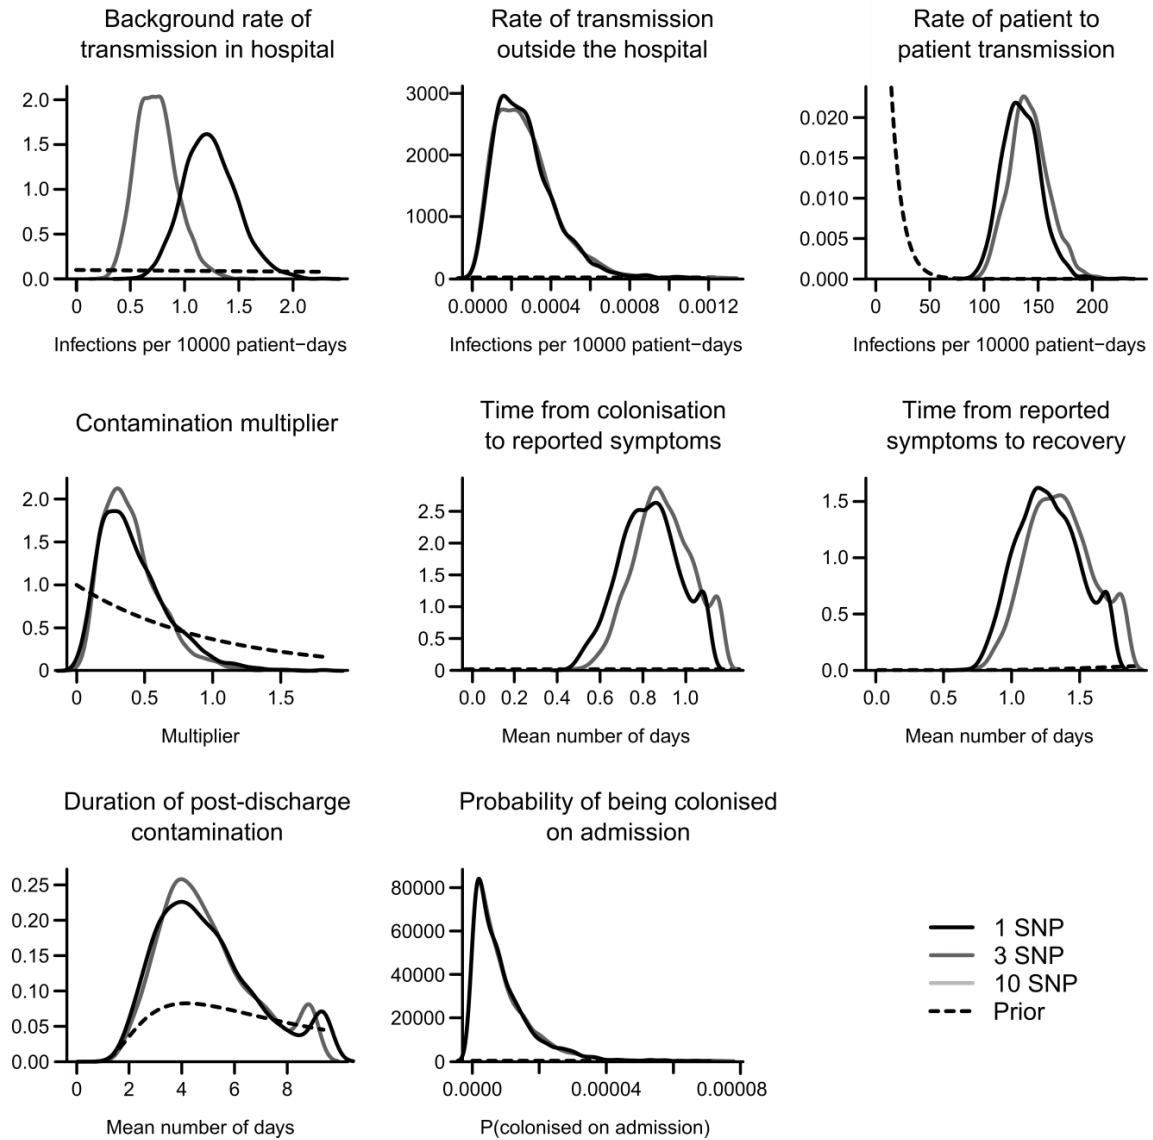 Background rate of
transmission in hospital
2.0
1.5
1.0
0.5
0.0
0
0.5
1.0
1.5
2.0
Infections per 10000 patient−days
Rate of transmission
outside the hospital
3000
2000
1000
0
0.0000
0.0004
0.0008
0.0012
Infections per 10000 patient−days
Rate of patient to
patient transmission
0.020
0.015
0.010
0.005
0.000
0
50
100
150
200
Infections per 10000 patient−days
Contamination multiplier
2.0
1.5
1.0
0.5
0
0
0.5
1.0
1.5
Multiplier
Time from colonisation
to reported symptoms
2.5
2.0
1.5
1.0
0.5
0
0.0
0.2
0.4
0.6
0.8
1.0
Mean number of days
Time from reported
symptoms to recovery
1.5
1.0
0.5
0.0
0.0
0.5
1.0
1.5
Mean number of days
Duration of post-discharge
contamination
0.25
0.20
0.15
0.10
0.05
0.00
0
2
4
6
8
Mean number of days
Probability of being colonised
on admission
80000
60000
40000
20000
0
0.0000
0.00004
0.00008
P(colonised on admission)
1 SNP
3 SNP
10 SNP
Prior